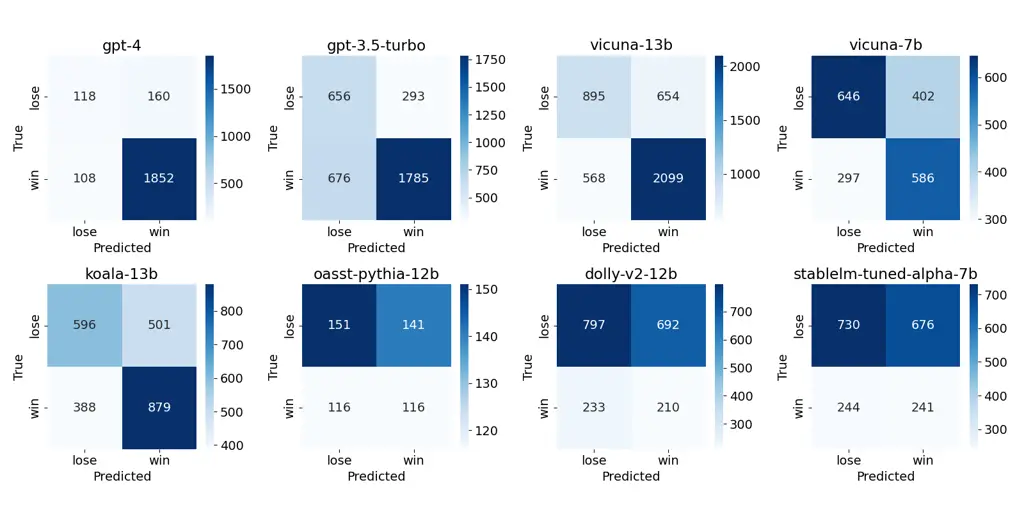 gpt-4
lose 118 160 1500
True 1000
win 108 1852 500
lose win
Predicted
gpt-3.5-turbo
1750
lose 656 293 1500
1250
True 1000
750
win 676 1785 500
lose win
Predicted
vicuna-13b
2000
lose 895 654
1500
True
1000
win 568 2099
lose win
Predicted
vicuna-7b
600
lose 646 402
500
True
400
win 297 586
300
lose win
Predicted
koala-13b
800
lose 596 501 700
True 600
500
win 388 879
400
lose win
Predicted
oasst-pythia-12b
150
lose 151 141
140
True
130
win 116 116
120
lose win
Predicted
dolly-v2-12b
700
lose 797 692 600
True 500
400
win 233 210 300
lose win
Predicted
stablelm-tuned-alpha-7b
700
lose 730 676 600
True 500
400
win 244 241 300
lose win
Predicted